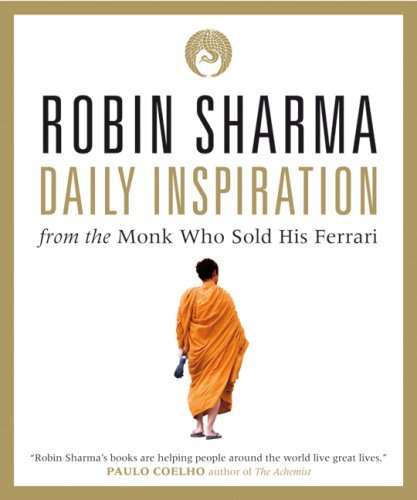 ROBIN SHARMA
DAILY INSPIRATION
from the Monk Who Sold His Ferrari
“Robin Sharma’s books are helping people around the world live great lives.”
PAULO COELHO author of The Achemist